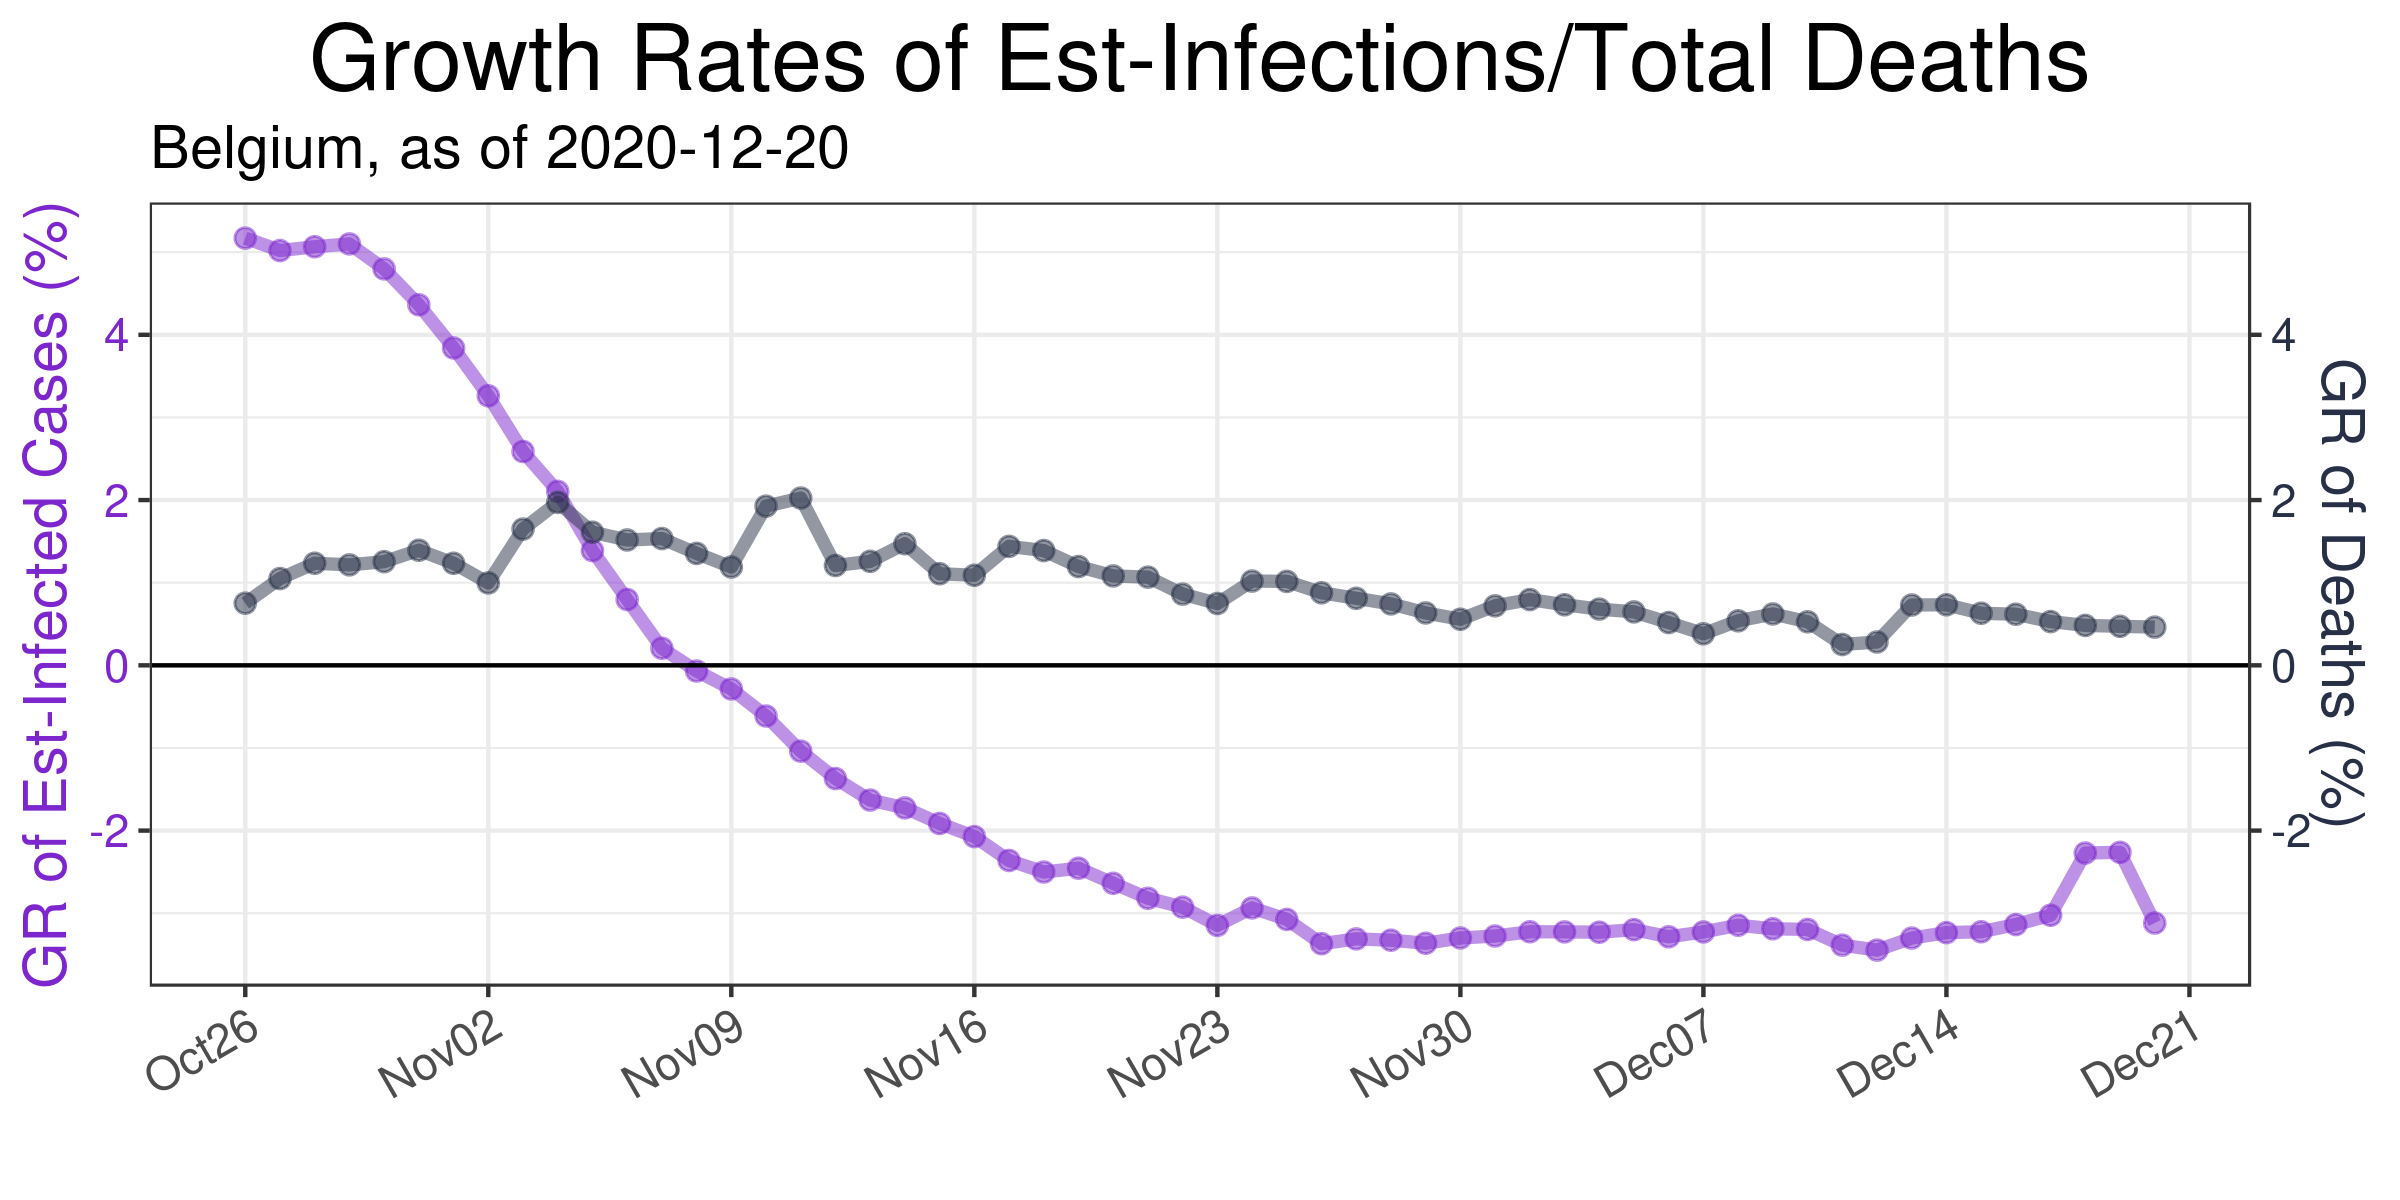 Growth Rates of Est-Infections/Total Deaths
Belgium, as of 2020-12-20
GR of Est-Infected Cases (%)
4
2
0
-2
4
2
0
-2
GR of Deaths (%)
Oct26
Nov02
Nov09
Nov16
Nov23
Nov30
Dec07
Dec14
Dec21